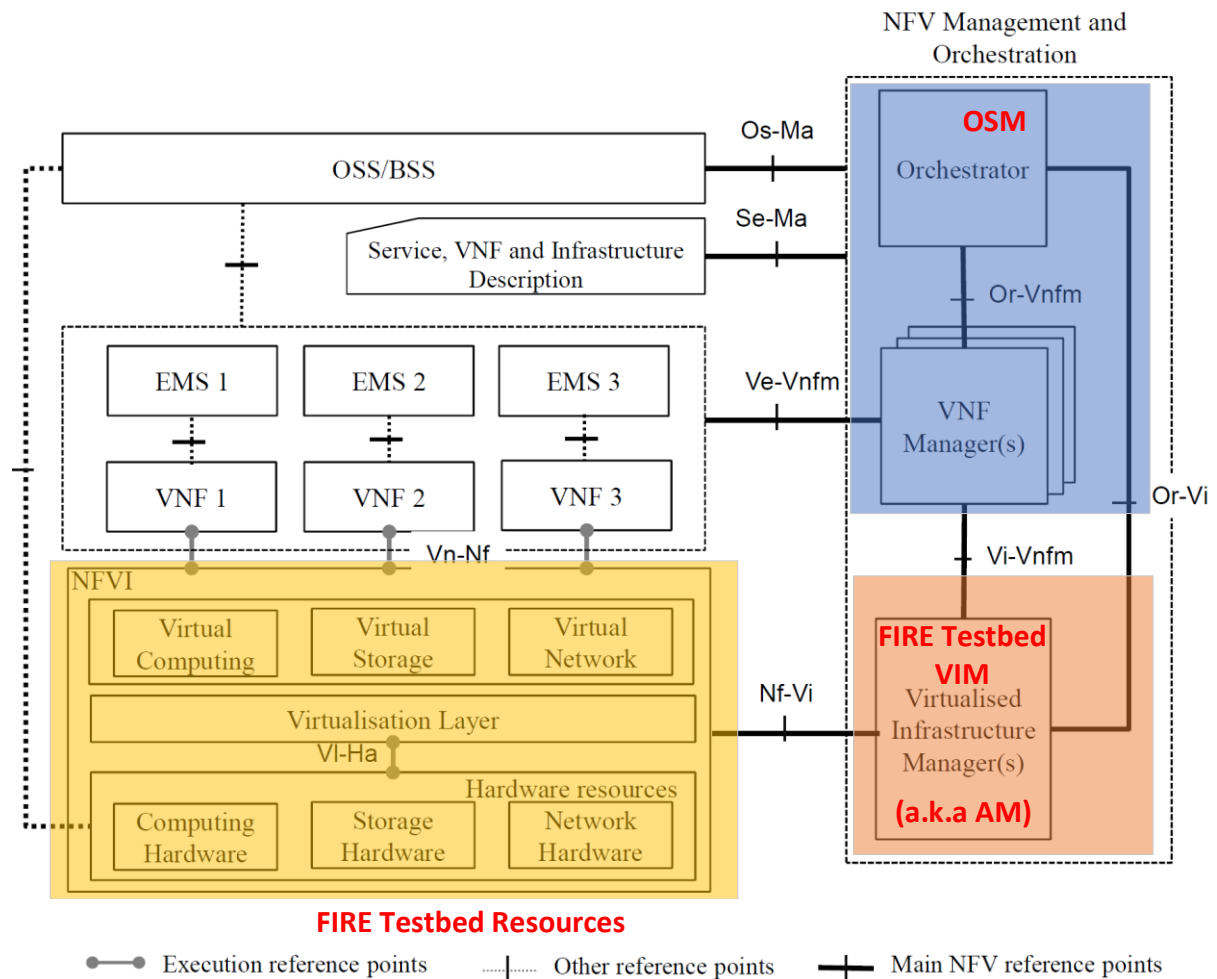 NFV Management and
Orchestration
OSM
Orchestrator
Os-Ma
OSS/BSS
Se-Ma
Service, VNF and Infrastructure
Description
Or-Vnfm
EMS 1
EMS 2
EMS 3
Ve-Vnfm
VNF
Manager(s)
VNF 1
VNF 2
VNF 3
Or-Vi
Vn-Nf
Vi-Vnfm
NFVI
Virtual
Computing
Virtual
Storage
Virtual
Network
FIRE Testbed
VIM
Nf-Vi
Virtualised
Infrastructure
Manager(s)
Virtualisation Layer
Vl-Ha
Hardware resources
(a.k.a AM)
Computing
Hardware
Storage
Hardware
Network
Hardware
FIRE Testbed Resources
Execution reference points
Other reference points
Main NFV reference points